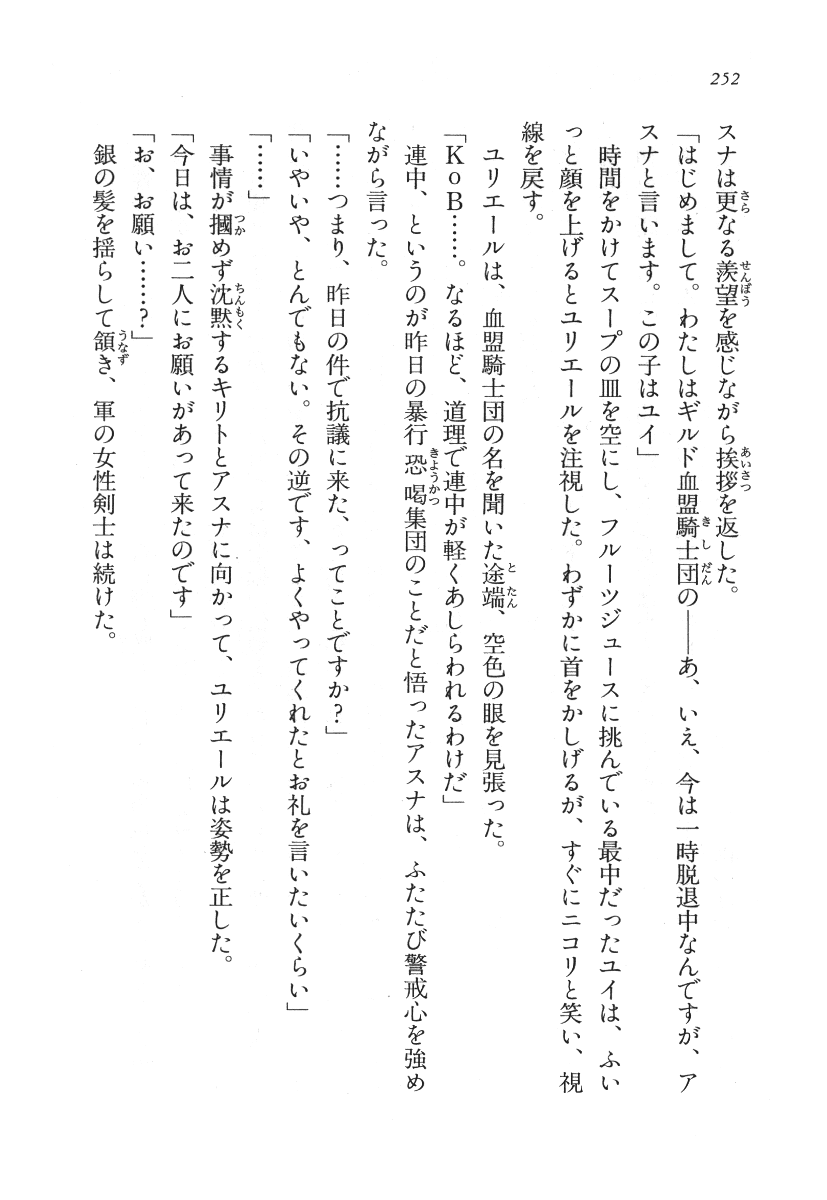 252
スナは更なる羨望を感じながら挨拶を返した。
「はじめまして。わたしはギルド血盟騎士団の――あ、いえ、今は一時脱退中なんですが、ア
スナと言います。この子はユイ」
時間をかけてスープの皿を空にし、フルーツジュースに挑んでいる最中だったユイは、ふい
っと顔を上げるとユリエールを注視した。わずかに首をかしげるが、すぐにニコリと笑い、視
線を戻す。
ユリエールは、血盟騎士団の名を聞いた途端、空色の眼を見張った。
「KoB……。なるほど、道理で連中が軽くあしらわれるわけだ」
連中、というのが昨日の暴行恐喝集団のことだと悟ったアスナは、ふたたび警戒心を強め
ながら言った。
「……つまり、昨日の件で抗議に来た、ってことですか？」
「いやいや、とんでもない。その逆です、よくやってくれたとお礼を言いたいくらい」
「……」
事情が摑めず沈黙するキリトとアスナに向かって、ユリエールは姿勢を正した。
「今日は、お二人にお願いがあって来たのです」
「お、お願い……？」
銀の髪を揺らして頷き、軍の女性剣士は続けた。